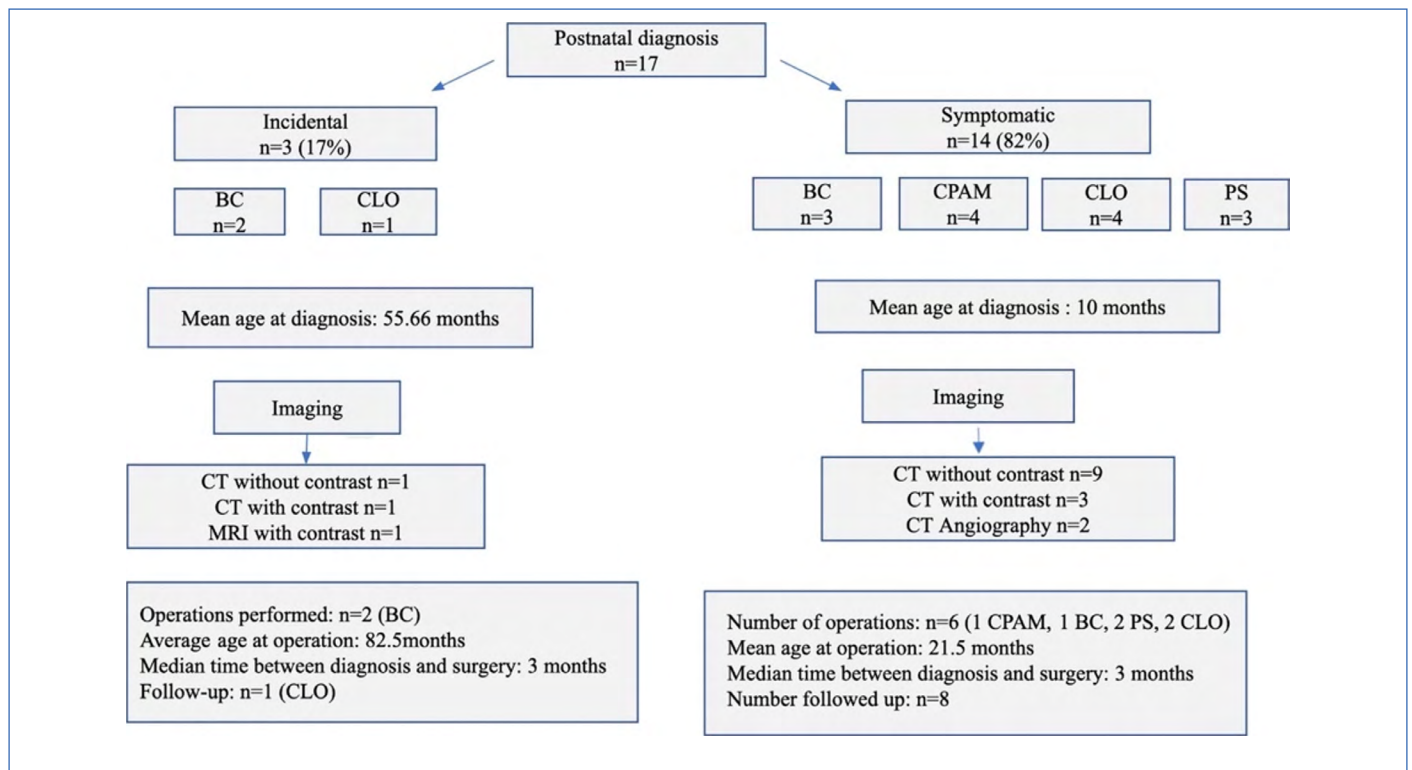 Postnatal diagnosis
n=17
Incidental
n=3 (17%)
BC
n=2
CLO
n=1
Mean age at diagnosis: 55.66 months
Imaging
CT without contrast n=1
CT with contrast n=1
MRI with contrast n=1
Operations performed: n=2 (BC)
Average age at operation: 82.5months
Median time between diagnosis and surgery: 3 months
Follow-up: n=1 (CLO)
Symptomatic
n=14 (82%)
BC
n=3
CPAM
n=4
CLO
n=4
PS
n=3
Mean age at diagnosis : 10 months
Imaging
CT without contrast n=9
CT with contrast n=3
CT Angiography n=2
Number of operations: n=6 (1 CPAM, 1 BC, 2 PS, 2 CLO)
Mean age at operation: 21.5 months
Median time between diagnosis and surgery: 3 months
Number followed up: n=8